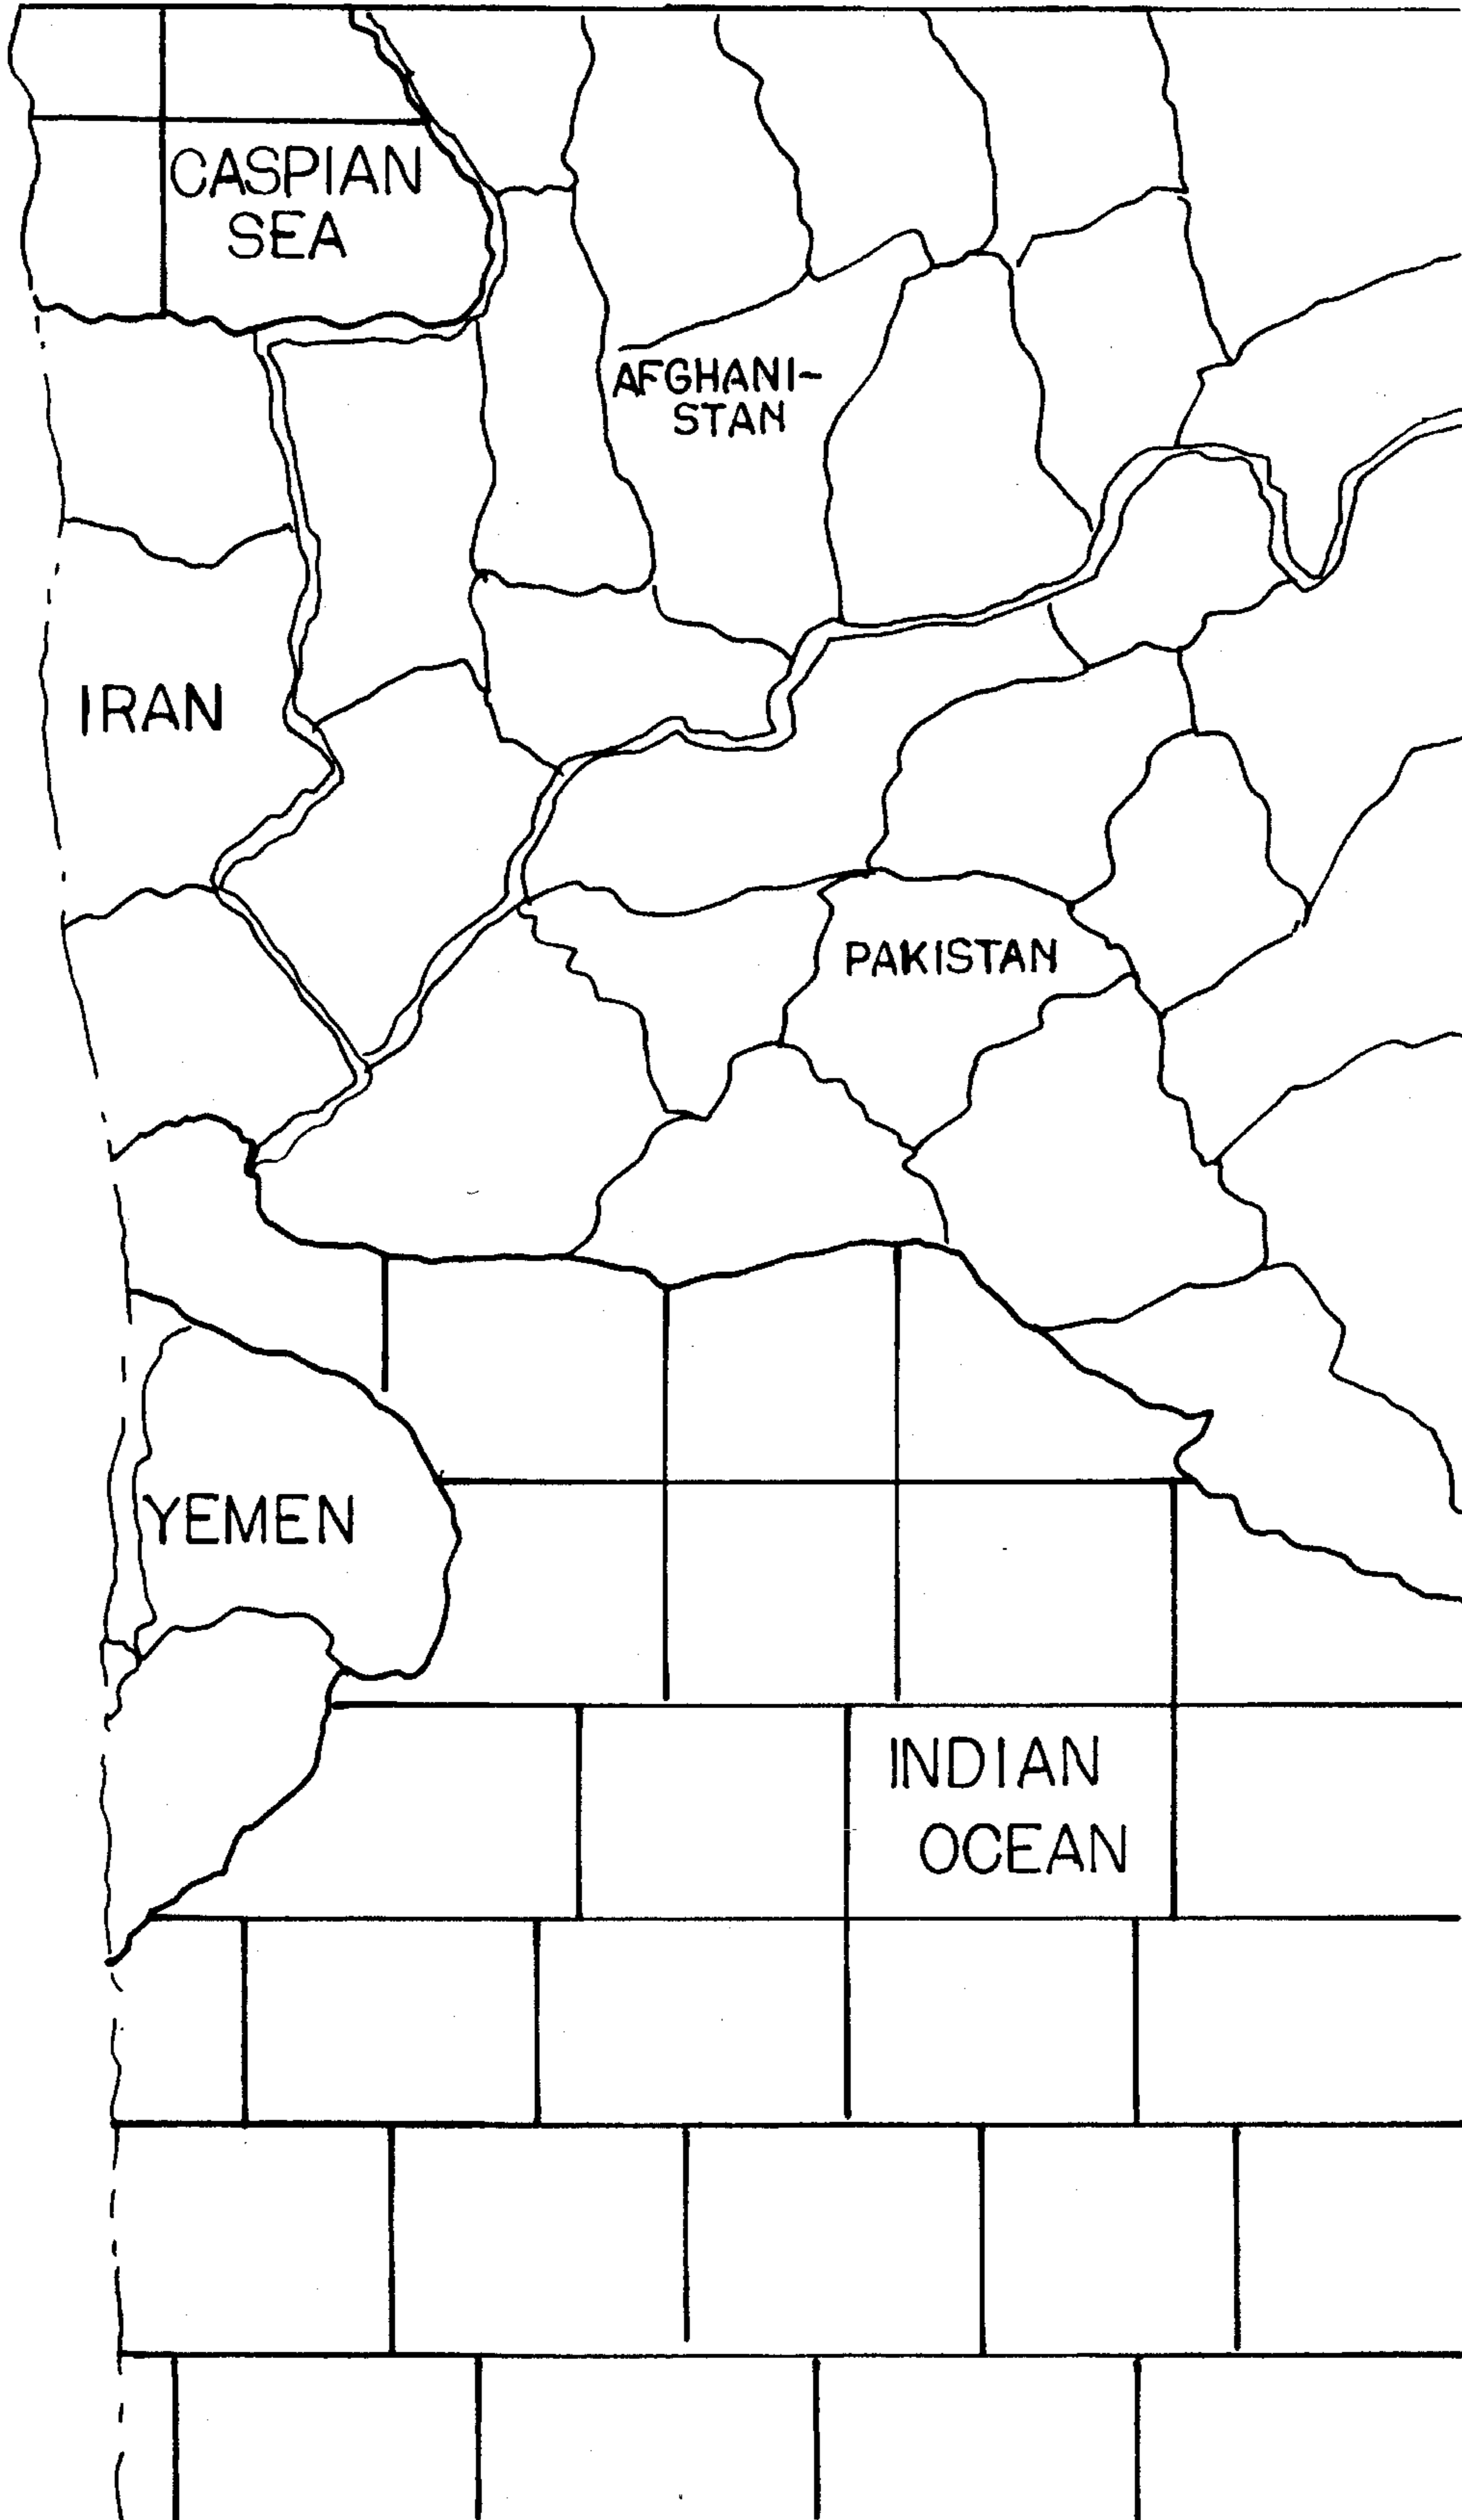 CASPIAN
SEA
AFGHANI-
STAN
IRAN
PAKISTAN
YEMEN
INDIAN
OCEAN